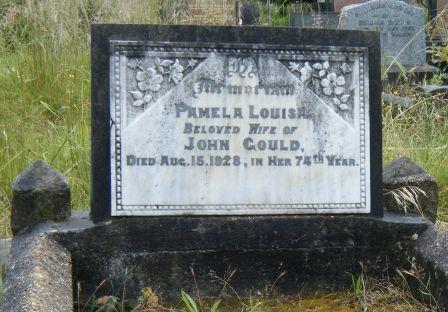 In
Memoriam
PAMELA LOUISA,
BELOVED WIFE OF
JOHN GOULD,
DIED AUG. 15. 1928, IN HER 74TH YEAR.